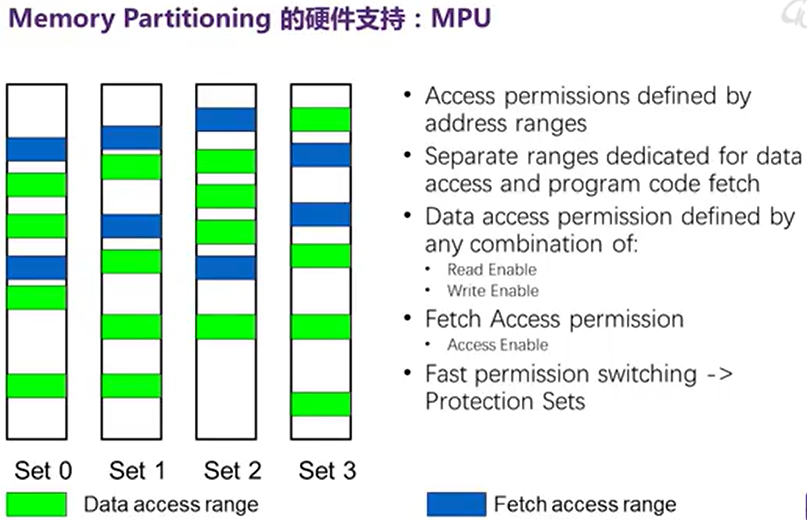 Memory Partitioning 的硬件支持：MPU
• Access permissions defined by
address ranges
• Separate ranges dedicated for data
access and program code fetch
• Data access permission defined by
any combination of:
• Read Enable
• Write Enable
• Fetch Access permission
• Access Enable
• Fast permission switching ->
Protection Sets
Set 0 Set 1 Set 2 Set 3
Data access range Fetch access range